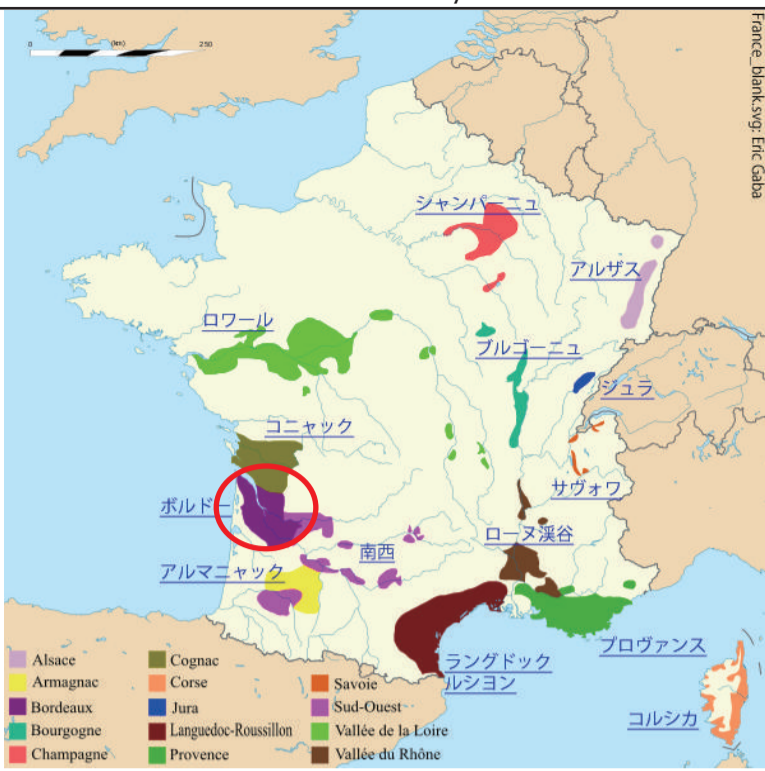 0 (km) 250
France_blank.svg: Eric Gaba
シャンパーニュ
アルザス
ロワール
ブルゴーニュ
ジュラ
コニャック
サヴォワ
ボルドー
ローヌ渓谷
南西
アルマニャック
プロヴァンス
ラングドック
ルシヨン
コルシカ
Alsace
Armagnac
Bordeaux
Bourgogne
Champagne
Cognac
Corse
Jura
Languedoc-Roussillon
Provence
Savoie
Sud-Ouest
Vallée de la Loire
Vallée du Rhône